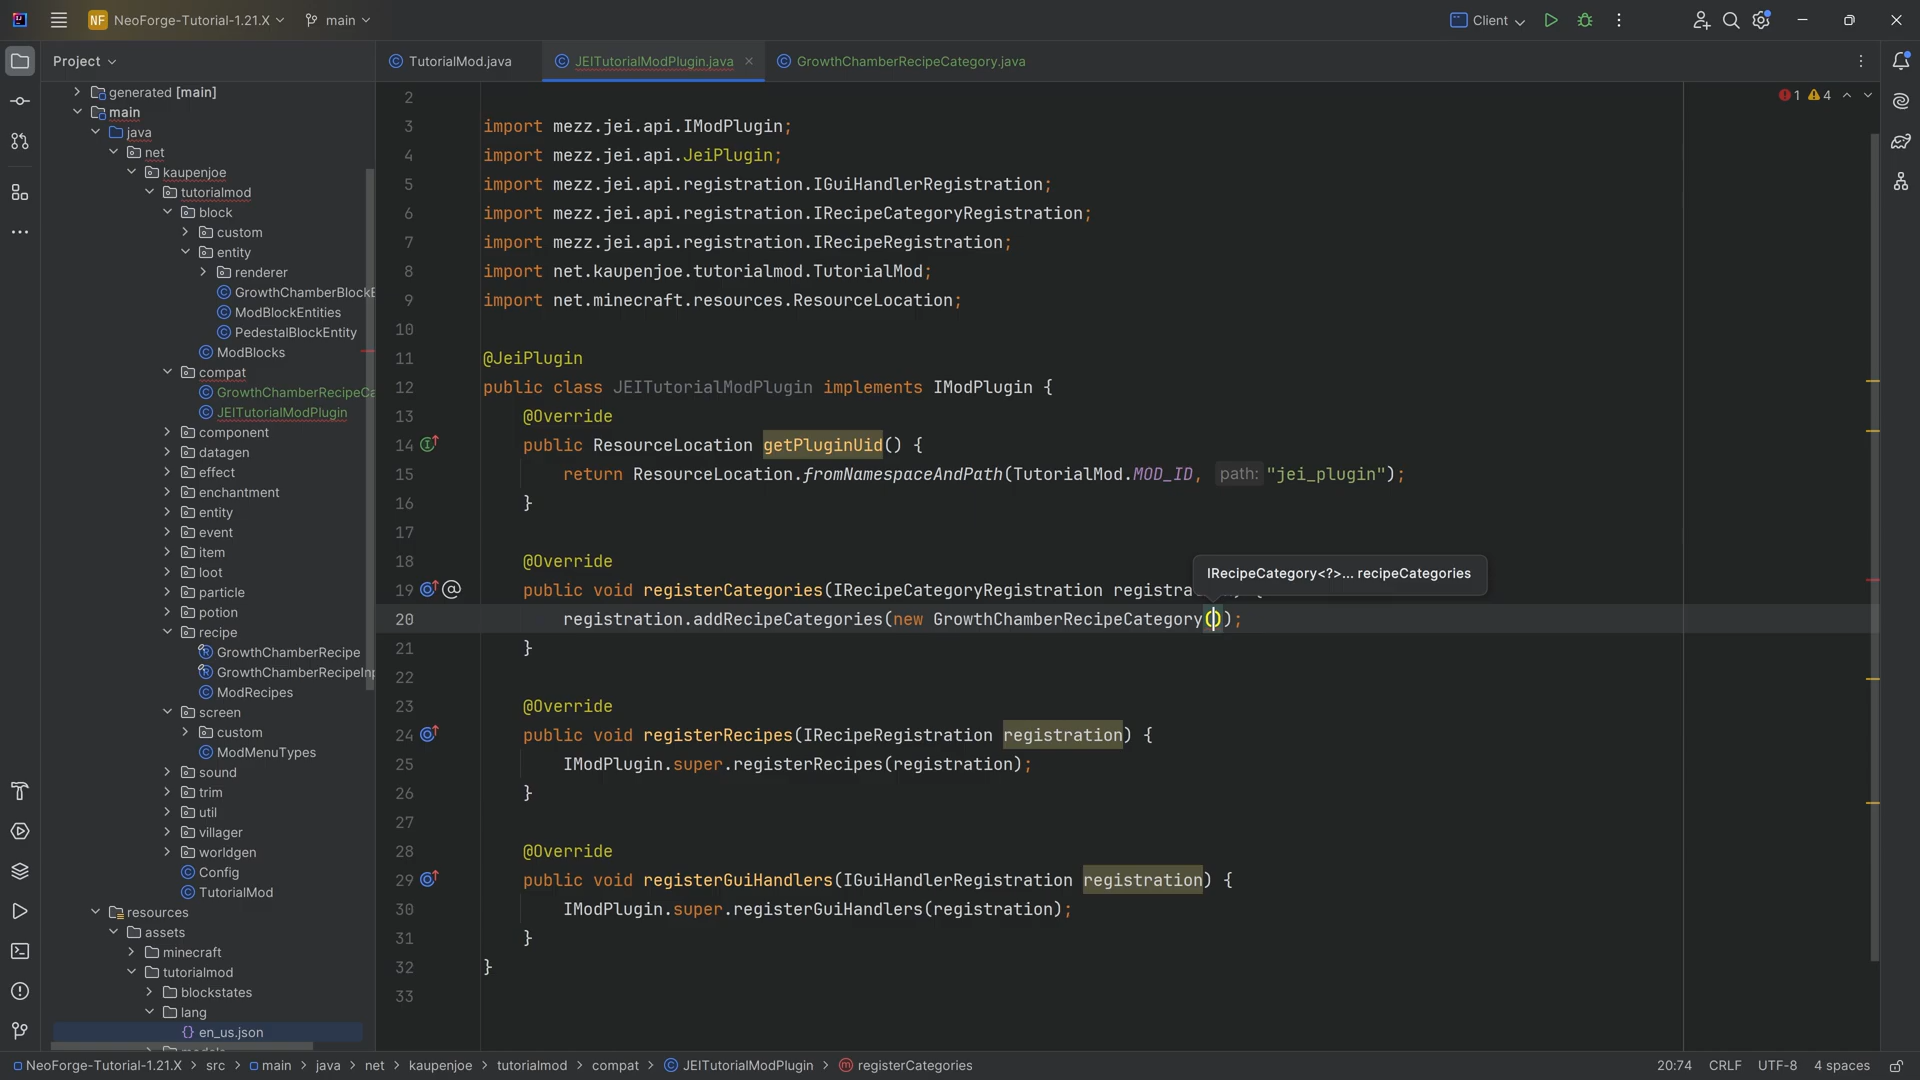 NF NeoForge-Tutorial-1.21.X main Client
Project TutorialMod.java JEITutorialModPlugin.java GrowthChamberRecipeCategory.java
generated [main]
main
java
net
kaupenjoe
tutorialmod
block
custom
entity
renderer
GrowthChamberBlockE
ModBlockEntities
PedestalBlockEntity
ModBlocks
compat
GrowthChamberRecipeCa
JEITutorialModPlugin
component
datagen
effect
enchantment
entity
event
item
loot
particle
potion
recipe
GrowthChamberRecipe
GrowthChamberRecipeInp
ModRecipes
screen
custom
ModMenuTypes
sound
trim
util
villager
worldgen
Config
TutorialMod
resources
assets
minecraft
tutorialmod
blockstates
lang
en_us.json
1 4
2
3 import mezz.jei.api.IModPlugin;
4 import mezz.jei.api.JeiPlugin;
5 import mezz.jei.api.registration.IGuiHandlerRegistration;
6 import mezz.jei.api.registration.IRecipeCategoryRegistration;
7 import mezz.jei.api.registration.IRecipeRegistration;
8 import net.kaupenjoe.tutorialmod.TutorialMod;
9 import net.minecraft.resources.ResourceLocation;
10
11 @JeiPlugin
12 public class JEITutorialModPlugin implements IModPlugin {
13 @Override
14 public ResourceLocation getPluginUid() {
15 return ResourceLocation.fromNamespaceAndPath(TutorialMod.MOD_ID, path: "jei_plugin");
16 }
17
18 @Override
IRecipeCategory<?>... recipeCategories
19 public void registerCategories(IRecipeCategoryRegistration registra
20 registration.addRecipeCategories(new GrowthChamberRecipeCategory());
21 }
22
23 @Override
24 public void registerRecipes(IRecipeRegistration registration) {
25 IModPlugin.super.registerRecipes(registration);
26 }
27
28 @Override
29 public void registerGuiHandlers(IGuiHandlerRegistration registration) {
30 IModPlugin.super.registerGuiHandlers(registration);
31 }
32 }
33
NeoForge-Tutorial-1.21.X > src > main > java > net > kaupenjoe > tutorialmod > compat > JEITutorialModPlugin > registerCategories 20:74 CRLF UTF-8 4 spaces